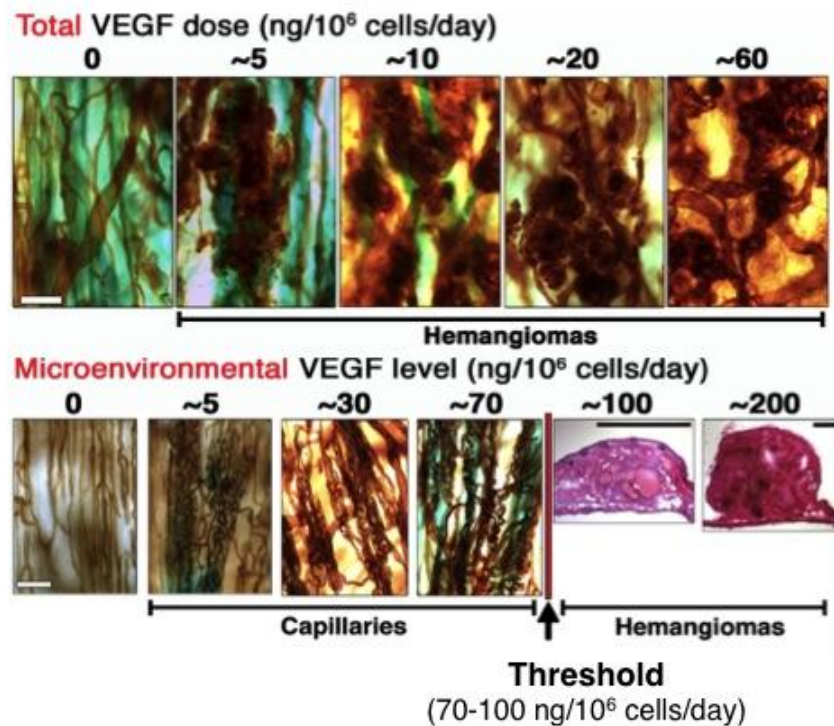 Total VEGF dose (ng/10⁶ cells/day)
0 ~5 ~10 ~20 ~60
Hemangiomas
Microenvironmental VEGF level (ng/10⁶ cells/day)
0 ~5 ~30 ~70 ~100 ~200
Capillaries Hemangiomas
Threshold
(70-100 ng/10⁶ cells/day)